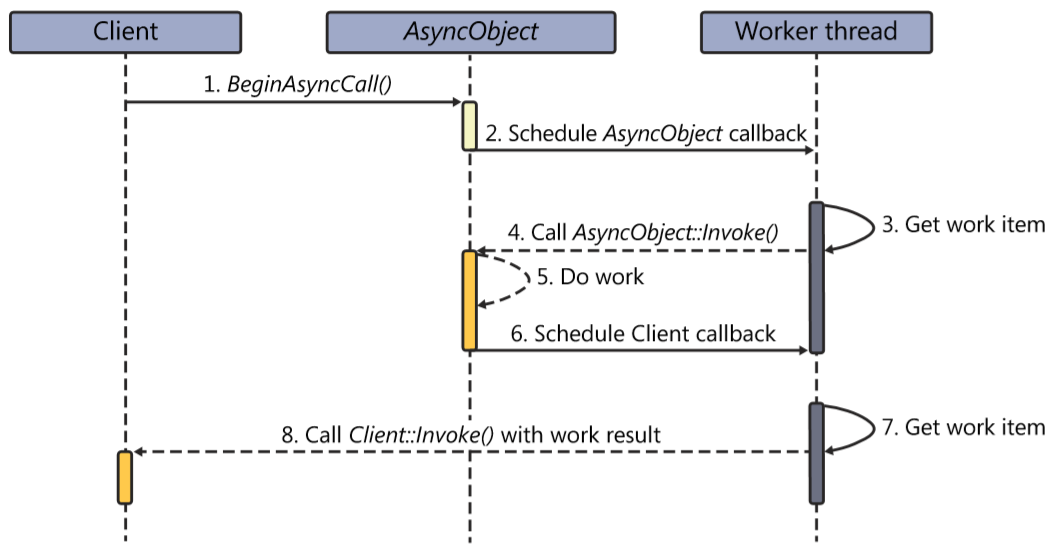 Client
AsyncObject
Worker thread
1. BeginAsyncCall()
2. Schedule AsyncObject callback
3. Get work item
4. Call AsyncObject::Invoke()
5. Do work
6. Schedule Client callback
7. Get work item
8. Call Client::Invoke() with work result